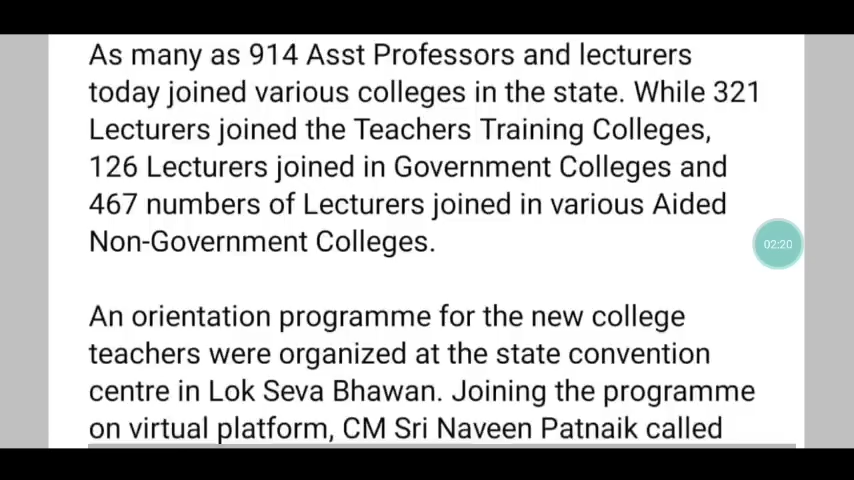 As many as 914 Asst Professors and lecturers
today joined various colleges in the state. While 321
Lecturers joined the Teachers Training Colleges,
126 Lecturers joined in Government Colleges and
467 numbers of Lecturers joined in various Aided
Non-Government Colleges.
02:20
An orientation programme for the new college
teachers were organized at the state convention
centre in Lok Seva Bhawan. Joining the programme
on virtual platform, CM Sri Naveen Patnaik called